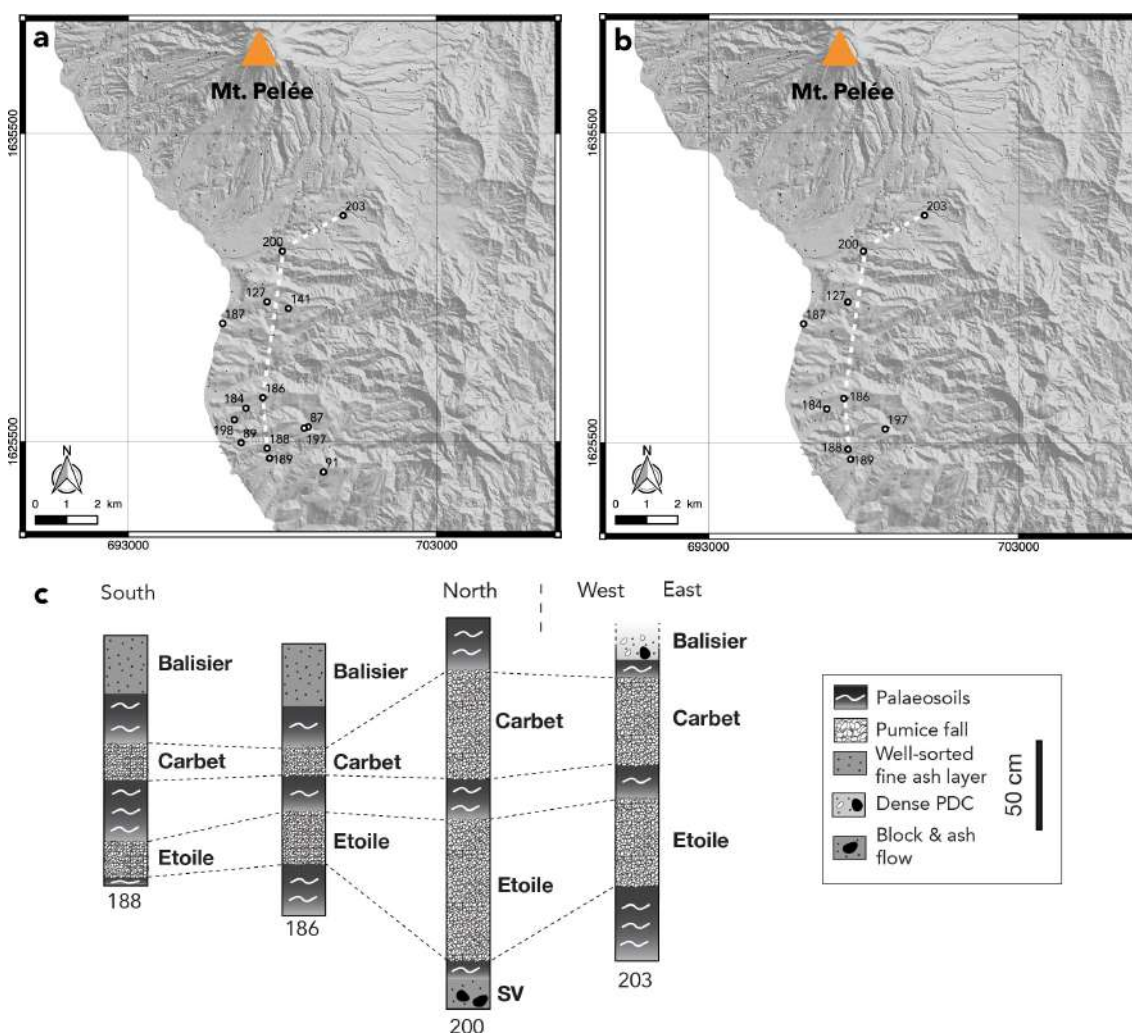 a
Mt. Pelée
1635500
1625500
203
200
127
141
187
186
184
198
89
87
197
188
189
91
N
0 1 2 km
693000
703000
b
Mt. Pelée
1635500
1625500
203
200
127
187
186
184
197
188
189
N
0 1 2 km
693000
703000
c
South
North
West
East
Balisier
Carbet
Etoile
188
Balisier
Carbet
Etoile
186
Carbet
Etoile
SV
200
Balisier
Carbet
Etoile
203
Palaeosoils
Pumice fall
Well-sorted
fine ash layer
Dense PDC
Block & ash
flow
50 cm